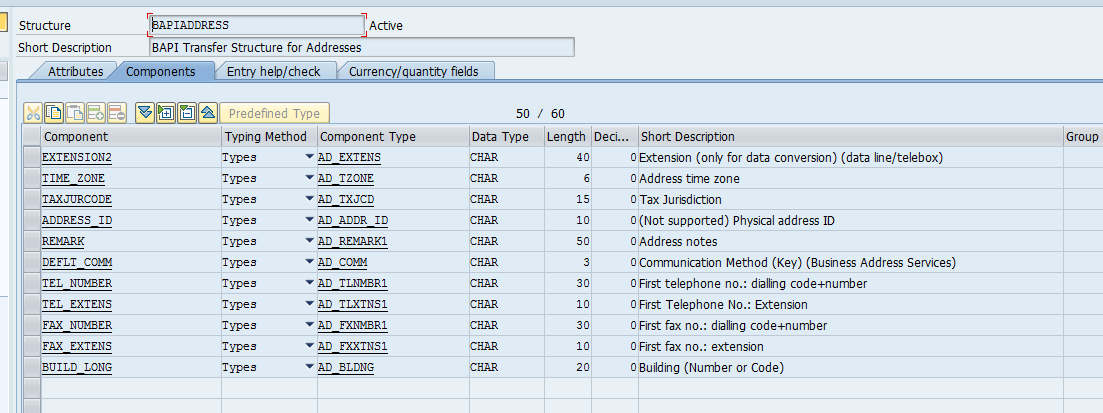 Structure BAPIADDRESS Active
Short Description BAPI Transfer Structure for Addresses
Attributes Components Entry help/check Currency/quantity fields
Predefined Type 50 / 60
Component Typing Method Component Type Data Type Length Deci... Short Description Group
EXTENSION2 Types AD_EXTENS CHAR 40 0 Extension (only for data conversion) (data line/telebox)
TIME_ZONE Types AD_TZONE CHAR 6 0 Address time zone
TAXJURCODE Types AD_TXJCD CHAR 15 0 Tax Jurisdiction
ADDRESS_ID Types AD_ADDR_ID CHAR 10 0 (Not supported) Physical address ID
REMARK Types AD_REMARK1 CHAR 50 0 Address notes
DEFLT_COMM Types AD_COMM CHAR 3 0 Communication Method (Key) (Business Address Services)
TEL_NUMBER Types AD_TLNMBR1 CHAR 30 0 First telephone no.: dialling code+number
TEL_EXTENS Types AD_TLXTNS1 CHAR 10 0 First Telephone No.: Extension
FAX_NUMBER Types AD_FXNMBR1 CHAR 30 0 First fax no.: dialling code+number
FAX_EXTENS Types AD_FXXTNS1 CHAR 10 0 First fax no.: extension
BUILD_LONG Types AD_BLDNG CHAR 20 0 Building (Number or Code)